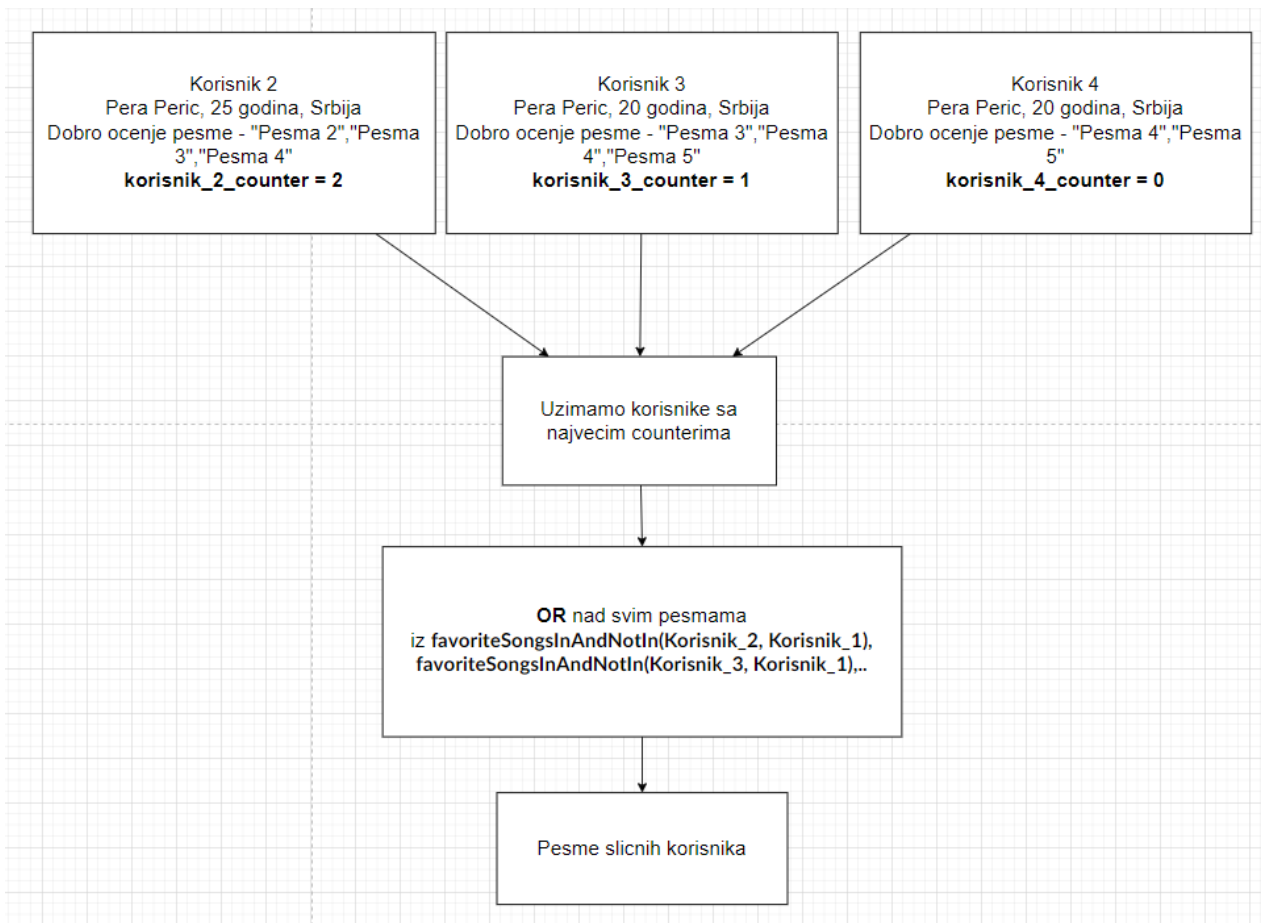 Korisnik 2
Pera Peric, 25 godina, Srbija
Dobro ocenje pesme - "Pesma 2","Pesma
3","Pesma 4"
korisnik_2_counter = 2
Korisnik 3
Pera Peric, 20 godina, Srbija
Dobro ocenje pesme - "Pesma 3","Pesma
4","Pesma 5"
korisnik_3_counter = 1
Korisnik 4
Pera Peric, 20 godina, Srbija
Dobro ocenje pesme - "Pesma 4","Pesma
5"
korisnik_4_counter = 0
Uzimamo korisnike sa
najvecim counterima
OR nad svim pesmama
iz favoriteSongsInAndNotIn(Korisnik_2, Korisnik_1),
favoriteSongsInAndNotIn(Korisnik_3, Korisnik_1),..
Pesme slicnih korisnika